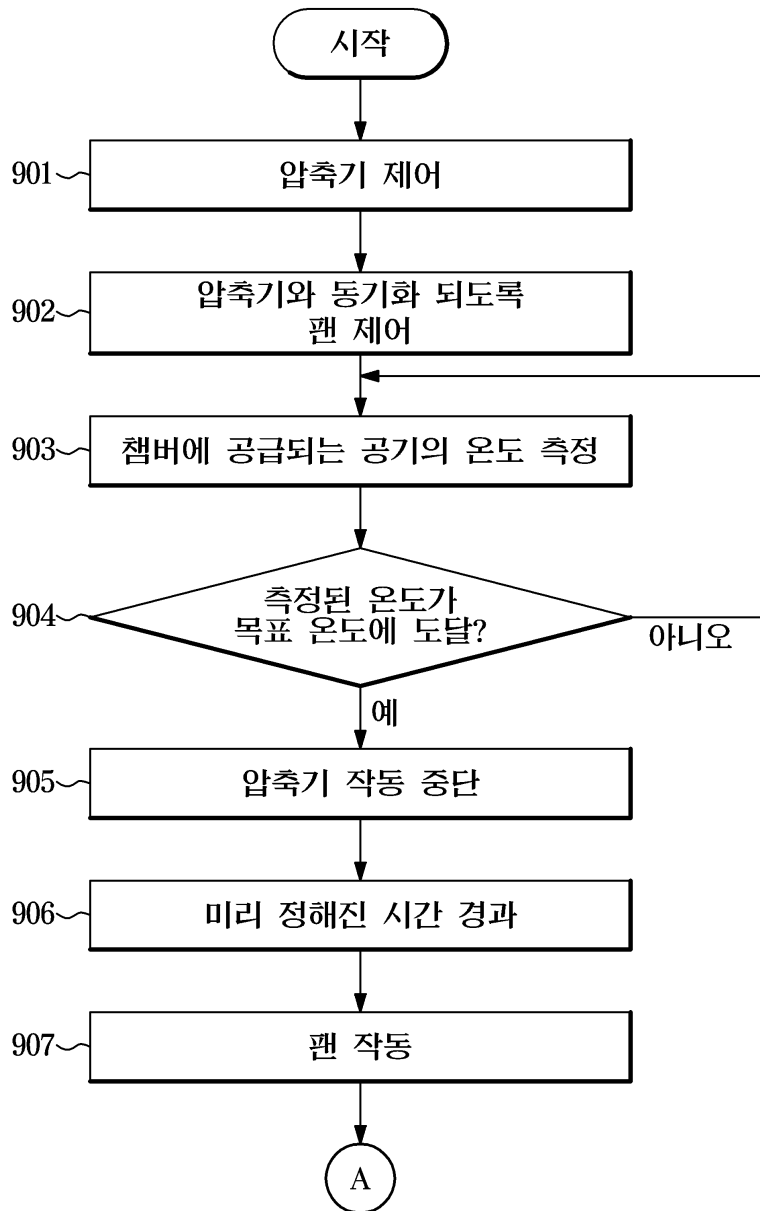 시작
901
압축기 제어
902
압축기와 동기화 되도록
팬 제어
903
챔버에 공급되는 공기의 온도 측정
904
측정된 온도가
목표 온도에 도달?
아니오
예
905
압축기 작동 중단
906
미리 정해진 시간 경과
907
팬 작동
A